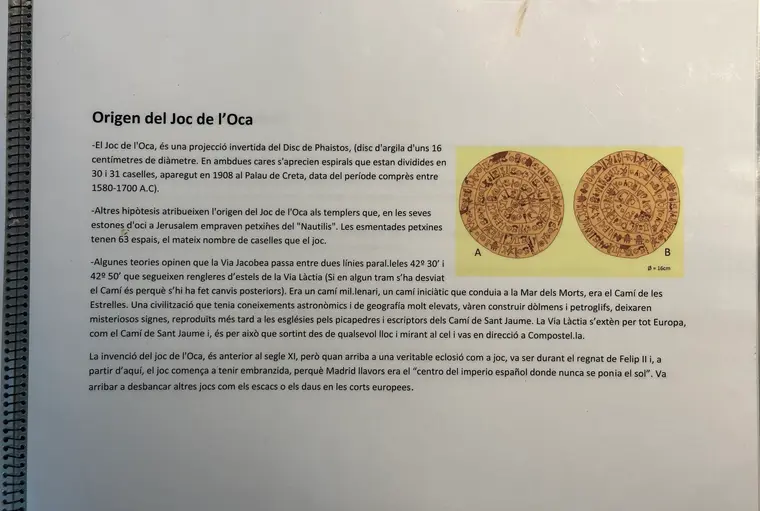 Origen del Joc de l'Oca
-El Joc de l'Oca, és una projecció invertida del Disc de Phaistos, (disc d'argila d'uns 16
centímetres de diàmetre. En ambdues cares s'aprecien espirals que estan dividides en
30 i 31 caselles, aparegut en 1908 al Palau de Creta, data del període comprès entre
1580-1700 A.C).
-Altres hipòtesis atribueixen l'origen del Joc de l'Oca als templers que, en les seves
estones d'oci a Jerusalem empraven petxihes del "Nautilis". Les esmentades petxines
tenen 63 espais, el mateix nombre de caselles que el joc.
-Algunes teories opinen que la Via Jacobea passa entre dues línies paral.leles 42º 30' i
42º 50' que segueixen rengleres d'estels de la Via Làctia (Si en algun tram s'ha desviat
el Camí és perquè s'hi ha fet canvis posteriors). Era un camí mil.lenari, un camí iniciàtic que conduia a la Mar dels Morts, era el Camí de les
Estrelles. Una civilització que tenia coneixements astronòmics i de geografia molt elevats, vàren construir dòlmens i petroglifs, deixaren
misteriosos signes, reproduïts més tard a les esglésies pels picapedres i escriptors dels Camí de Sant Jaume. La Via Làctia s'extèn per tot Europa,
com el Camí de Sant Jaume i, és per això que sortint des de qualsevol lloc i mirant al cel i vas en direcció a Compostel.la.
La invenció del joc de l'Oca, és anterior al segle XI, però quan arriba a una veritable eclosió com a joc, va ser durant el regnat de Felip II i, a
partir d'aquí, el joc comença a tenir embranzida, perquè Madrid llavors era el "centro del imperio español donde nunca se ponia el sol". Va
arribar a desbancar altres jocs com els escacs o els daus en les corts europees.
A
B
Ø = 16cm